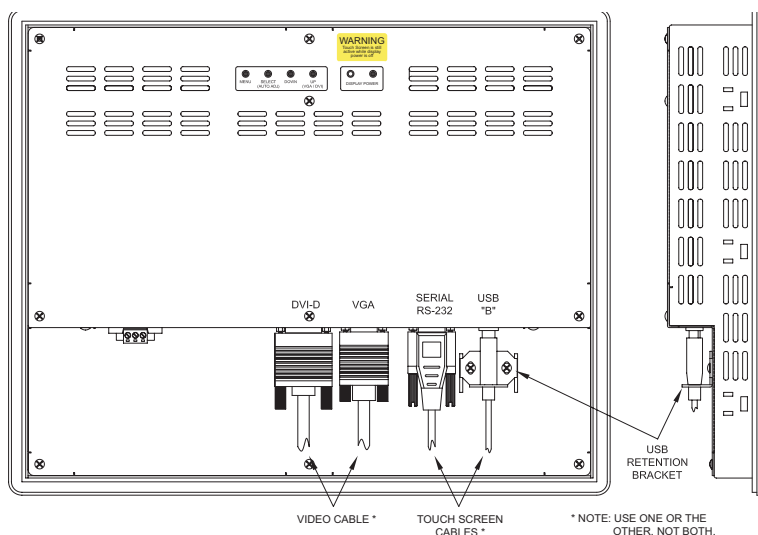 WARNING
Touch Screen is still
active while display
power is off.
MENU
SELECT
(AUTO ADJ)
DOWN
UP
(VGA / DVI)
DISPLAY POWER
DVI-D
VGA
SERIAL
RS-232
USB
"B"
USB
RETENTION
BRACKET
VIDEO CABLE *
TOUCH SCREEN
CABLES *
* NOTE: USE ONE OR THE
OTHER, NOT BOTH.